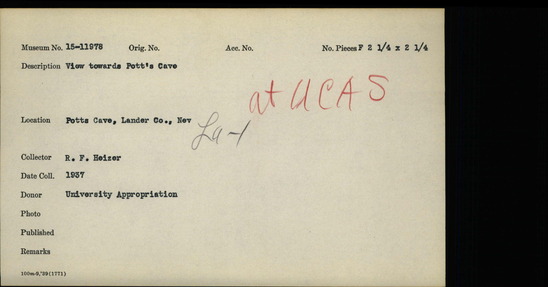 Museum No. 15-11978 Orig. No. Acc. No. No. Pieces F 2 1/4 x 2 1/4
Description View towards Pott's Cave
at UCAS
Location Potts Cave, Lander Co., Nev
La-1
Collector R. F. Heizer
Date Coll. 1937
Donor University Appropriation
Photo
Published
Remarks
100m-9,'39(1771)